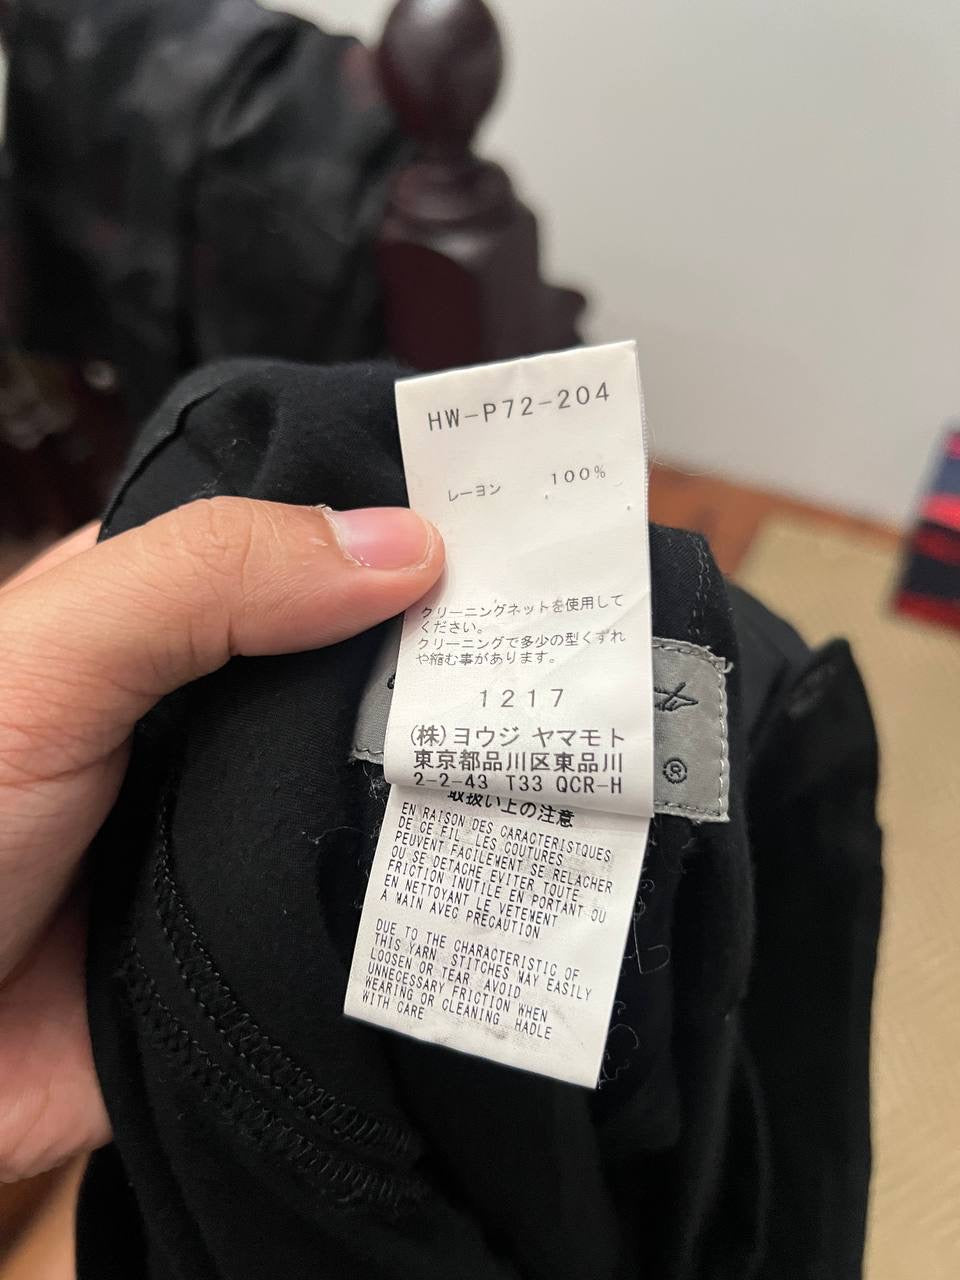 HW-P72-204
レーヨン 100%
クリーニングネットを使用して
ください。
クリーニングで多少の型くずれ
や縮む事があります。
1217
(株)ヨウジ ヤマモト
東京都品川区東品川
2-2-43 T33 QCR-H
®
取扱い上の注意
EN RAISON DES CARACTERISTIQUES
DE CE FIL LES COUTURES
PEUVENT FACILEMENT SE RELACHER
OU SE DETACHE EVITER TOUTE
FRICTION INUTILE EN PORTANT OU
EN NETTOYANT LE VETEMENT
A MAIN AVEC PRECAUTION
DUE TO THE CHARACTERISTIC OF
THIS YARN STITCHES MAY EASILY
LOOSEN OR TEAR AVOID
UNNECESSARY FRICTION WHEN
WEARING OR CLEANING HADLE
WITH CARE